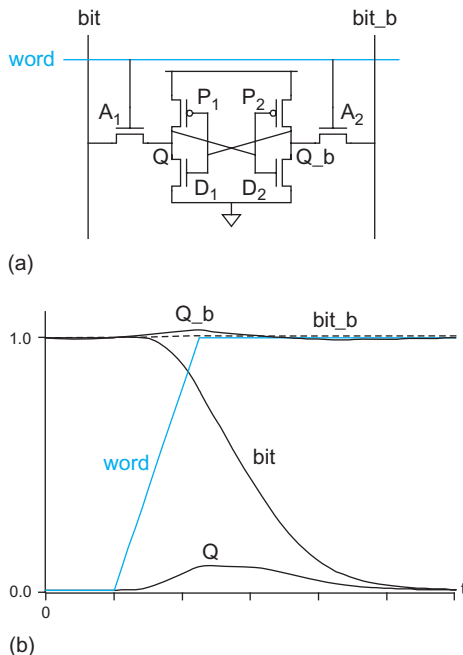 bit bit_b
word
P1 P2
A1 A2
Q Q_b
D1 D2
(a)
Q_b
1.0 bit_b
word bit
Q
0.0 t
0
(b)